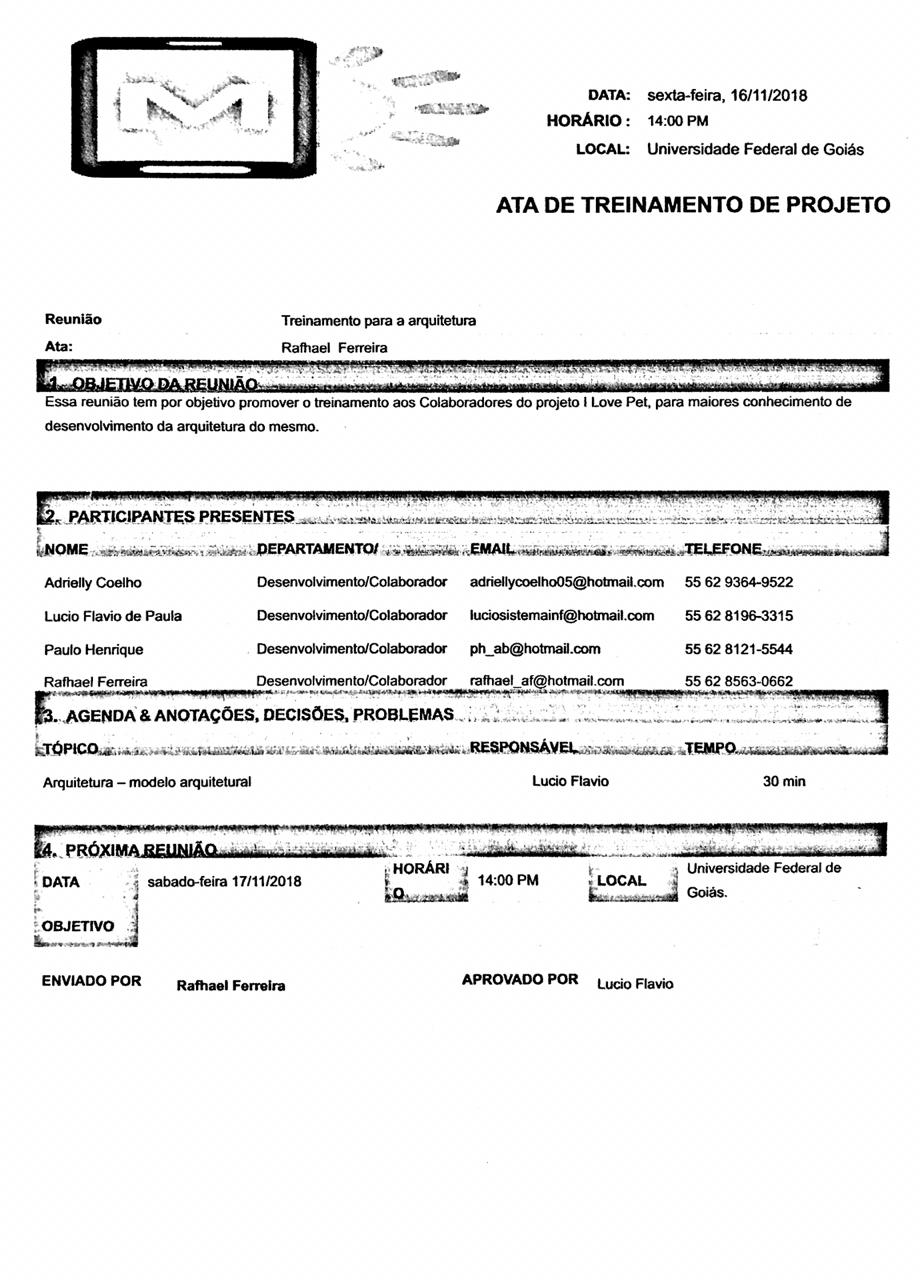 M
DATA: sexta-feira, 16/11/2018
HORÁRIO : 14:00 PM
LOCAL: Universidade Federal de Goiás
ATA DE TREINAMENTO DE PROJETO
Reunião Treinamento para a arquitetura
Ata: Rafhael Ferreira
1. OBJETIVO DA REUNIÃO
Essa reunião tem por objetivo promover o treinamento aos Colaboradores do projeto I Love Pet, para maiores conhecimento de
desenvolvimento da arquitetura do mesmo.
2. PARTICIPANTES PRESENTES
NOME DEPARTAMENTO/ EMAIL TELEFONE
Adrielly Coelho Desenvolvimento/Colaborador adriellycoelho05@hotmail.com 55 62 9364-9522
Lucio Flavio de Paula Desenvolvimento/Colaborador luciosistemainf@hotmail.com 55 62 8196-3315
Paulo Henrique Desenvolvimento/Colaborador ph_ab@hotmail.com 55 62 8121-5544
Rafhael Ferreira Desenvolvimento/Colaborador rafhael_af@hotmail.com 55 62 8563-0662
3. AGENDA & ANOTAÇÕES, DECISÕES, PROBLEMAS
TÓPICO RESPONSÁVEL TEMPO
Arquitetura – modelo arquitetural Lucio Flavio 30 min
4. PRÓXIMA REUNIÃO
DATA sabado-feira 17/11/2018 HORÁRI
O 14:00 PM LOCAL Universidade Federal de
Goiás.
OBJETIVO
ENVIADO POR Rafhael Ferreira APROVADO POR Lucio Flavio